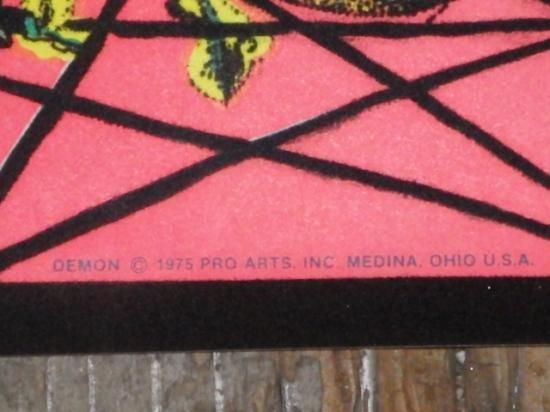 DEMON © 1975 PRO ARTS, INC. MEDINA, OHIO U.S.A.